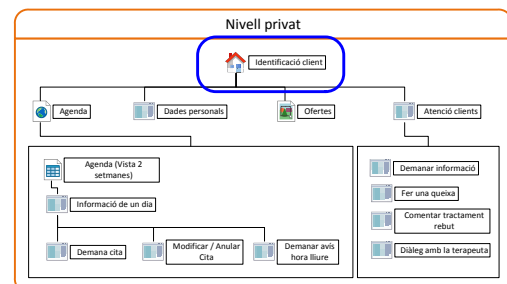 Nivell privat
Identificació client
Agenda
Dades personals
Ofertes
Atenció clients
Agenda (Vista 2
setmanes)
Informació de un dia
Demana cita
Modificar / Anular
Cita
Demanar avís
hora lliure
Demanar informació
Fer una queixa
Comentar tractament
rebut
Diàleg amb la terapeuta